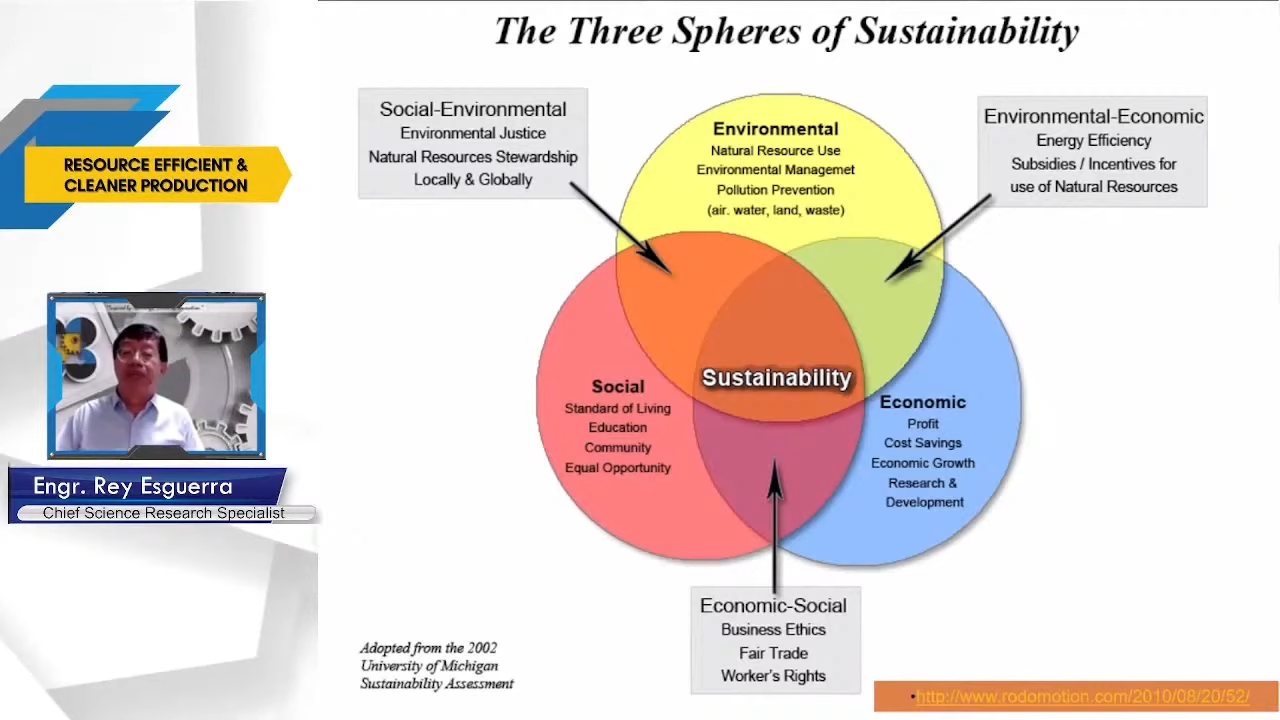 The Three Spheres of Sustainability
RESOURCE EFFICIENT &
CLEANER PRODUCTION
Engr. Rey Esguerra
Chief Science Research Specialist
Social-Environmental
Environmental Justice
Natural Resources Stewardship
Locally & Globally
Environmental
Natural Resource Use
Environmental Managemet
Pollution Prevention
(air. water, land, waste)
Environmental-Economic
Energy Efficiency
Subsidies / Incentives for
use of Natural Resources
Sustainability
Social
Standard of Living
Education
Community
Equal Opportunity
Economic
Profit
Cost Savings
Economic Growth
Research &
Development
Economic-Social
Business Ethics
Fair Trade
Worker's Rights
Adopted from the 2002
University of Michigan
Sustainability Assessment
•http://www.rodomotion.com/2010/08/20/52/